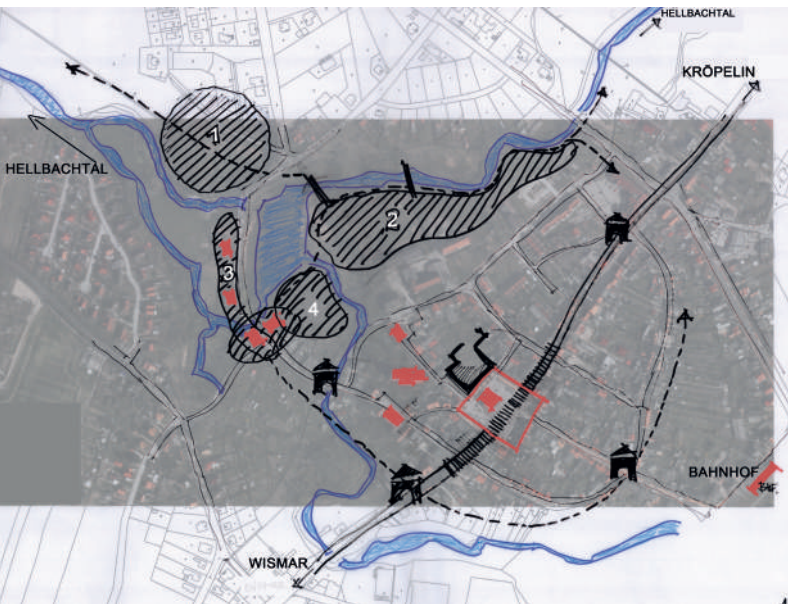 HELLBACHTAL
KRÖPELIN
1
HELLBACHTAL
2
3
4
BAHNHOF
WISMAR